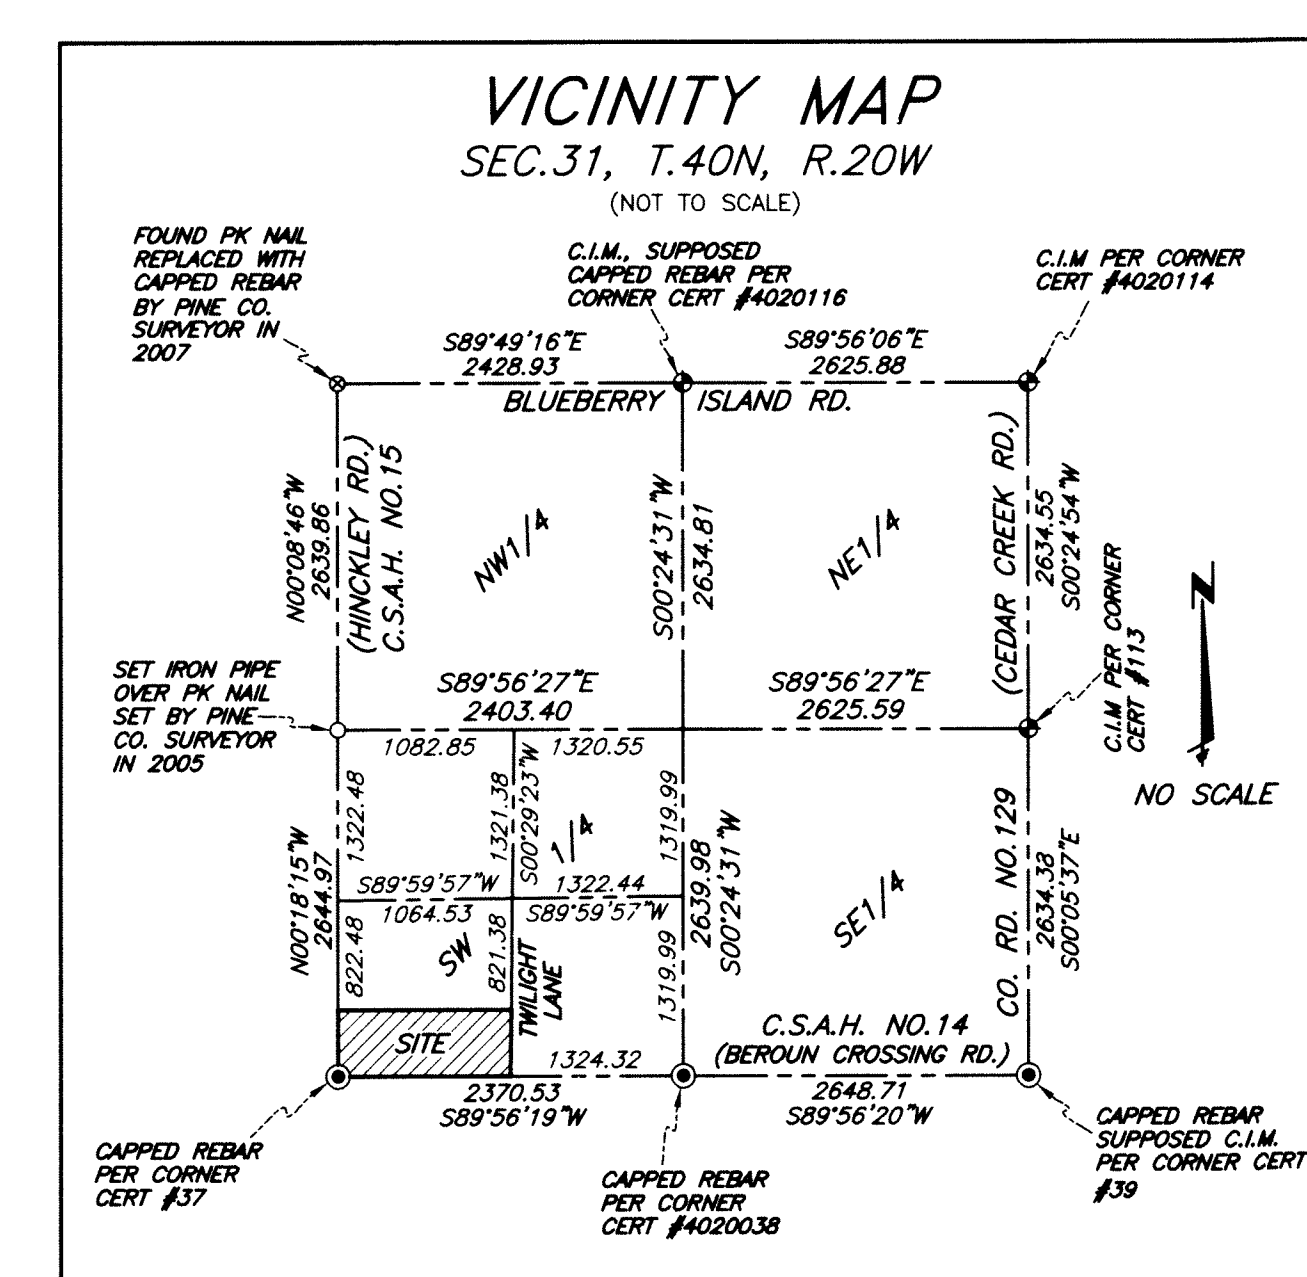 VICINITY MAP
SEC.31, T.40N, R.20W
(NOT TO SCALE)
FOUND PK NAIL
REPLACED WITH
CAPPED REBAR
BY PINE CO.
SURVEYOR IN
2007
C.I.M., SUPPOSED
CAPPED REBAR PER
CORNER CERT #4020116
C.I.M PER CORNER
CERT #4020114
S89°49'16"E
2428.93
S89°56'06"E
2625.88
BLUEBERRY ISLAND RD.
N00°08'46"W
2639.86
(HINCKLEY RD.)
C.S.A.H. NO.15
NW1/4
S00°24'31"W
2634.81
NE1/4
(CEDAR CREEK RD.)
2634.55
S00°24'54"W
C.I.M PER CORNER
CERT #113
SET IRON PIPE
OVER PK NAIL
SET BY PINE
CO. SURVEYOR
IN 2005
S89°56'27"E
2403.40
S89°56'27"E
2625.59
1082.85
1320.55
NO SCALE
N00°18'15"W
2644.97
1322.48
1321.38
S00°29'23"W
1/4
1319.99
2639.98
S00°24'31"W
S89°59'57"W
1064.53
1322.44
S89°59'57"W
822.48
SW
821.38
TWILIGHT
LANE
1319.99
SE1/4
CO. RD. NO.129
2634.38
S00°05'37"E
SITE
1324.32
C.S.A.H. NO.14
(BEROUN CROSSING RD.)
2370.53
S89°56'19"W
2648.71
S89°56'20"W
CAPPED REBAR
PER CORNER
CERT #37
CAPPED REBAR
PER CORNER
CERT #4020038
CAPPED REBAR
SUPPOSED C.I.M.
PER CORNER CERT
#39